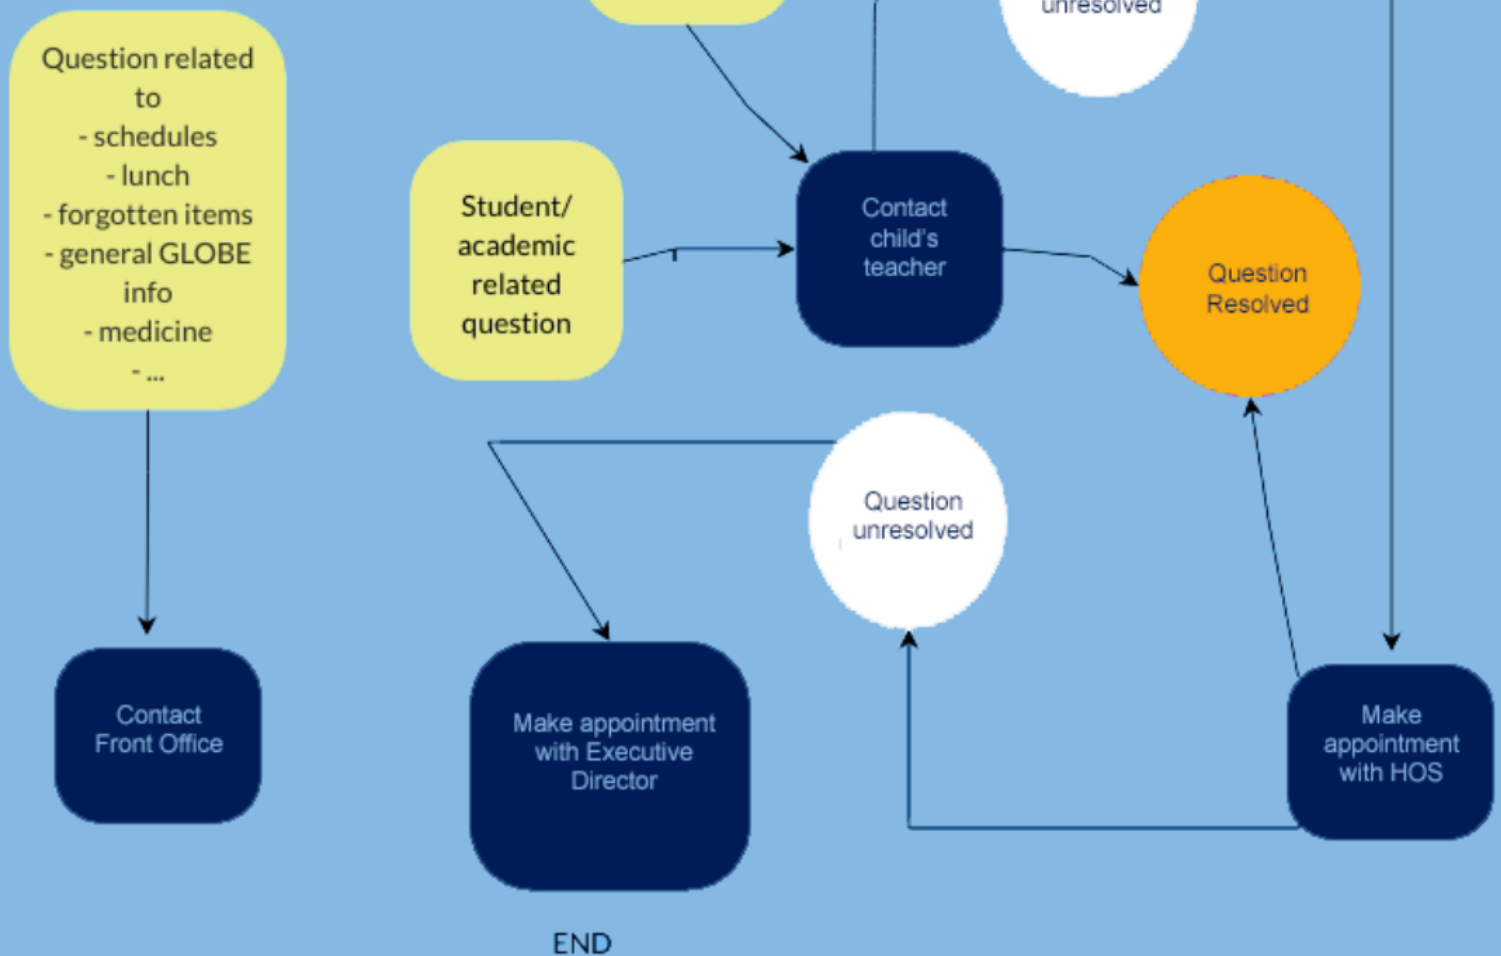 unresolved
Question related
to
- schedules
- lunch
- forgotten items
- general GLOBE
info
- medicine
- ...
Student/
academic
related
question
Contact
child's
teacher
Question
Resolved
Question
unresolved
Contact
Front Office
Make appointment
with Executive
Director
Make
appointment
with HOS
END